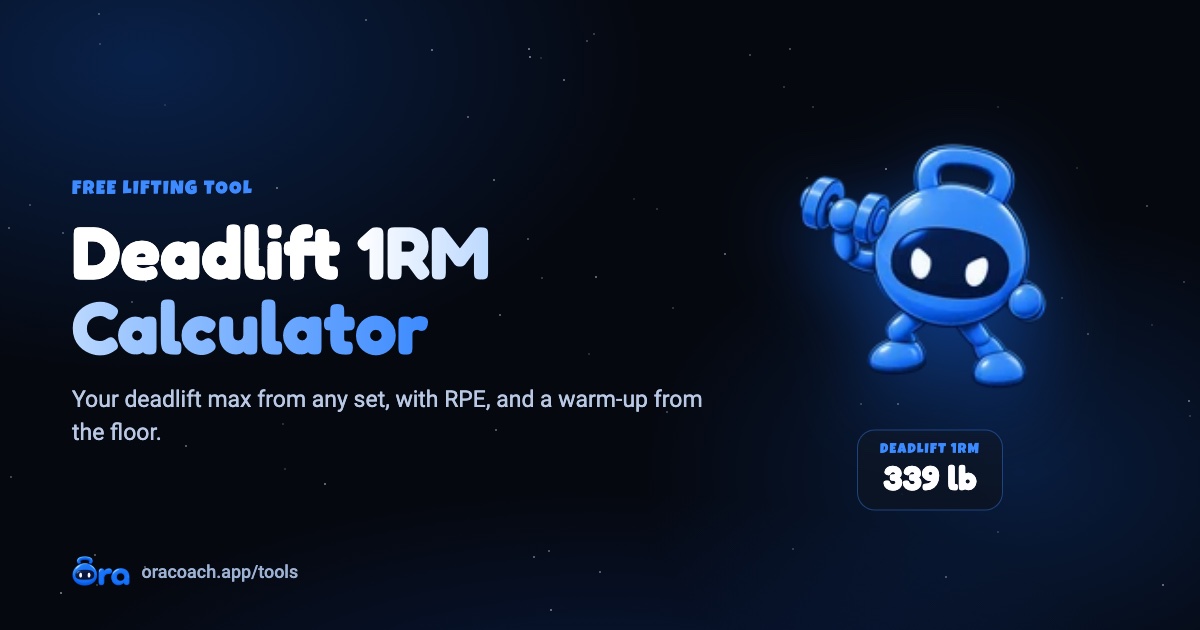 FREE LIFTING TOOL
Deadlift 1RM
Calculator
Your deadlift max from any set, with RPE, and a warm-up from
the floor.
DEADLIFT 1RM
339 lb
Ora oracoach.app/tools